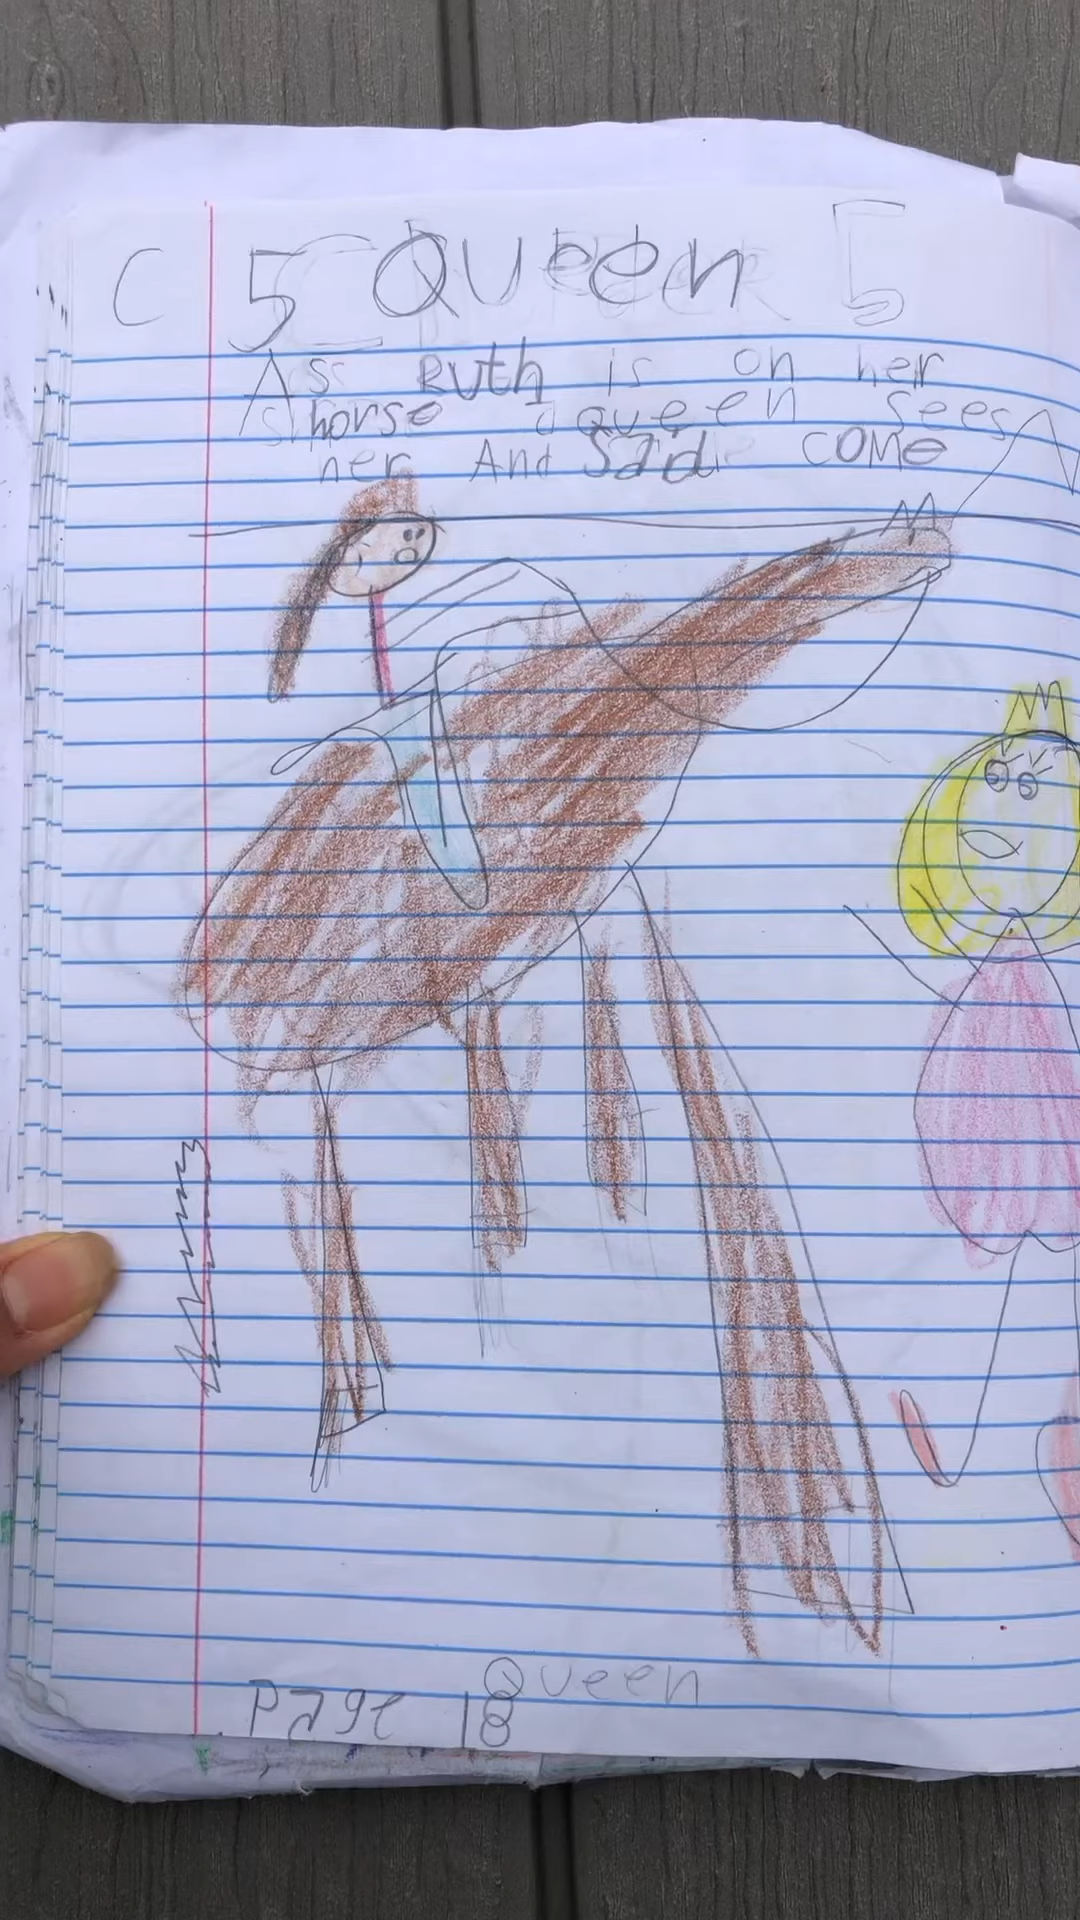 C 5 Queen 5
As Ruth is on her
horse a queen sees
her And Said COME
Queen
Page 18